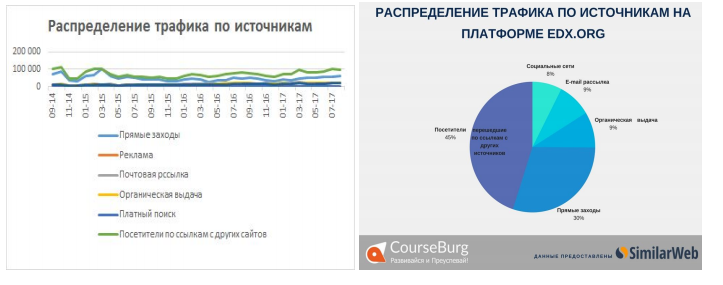 Распределение трафика по источникам
200 000
100 000
0
09-14
11-14
01-15
03-15
05-15
07-15
09-15
11-15
01-16
03-16
05-16
07-16
09-16
11-16
01-17
03-17
05-17
07-17
Прямые заходы
Реклама
Почтовая рссылка
Органическая выдача
Платный поиск
Посетители по ссылкам с других сайтов
РАСПРЕДЕЛЕНИЕ ТРАФИКА ПО ИСТОЧНИКАМ НА
ПЛАТФОРМЕ EDX.ORG
Социальные сети
8%
E-mail рассылка
9%
Органическая выдача
9%
Посетители перешедшие
45%
по ссылкам с
других
источников
Прямые заходы
30%
CourseBurg
Развивайся и Преуспевай!
ДАННЫЕ ПРЕДОСТАВЛЕНЫ SimilarWeb